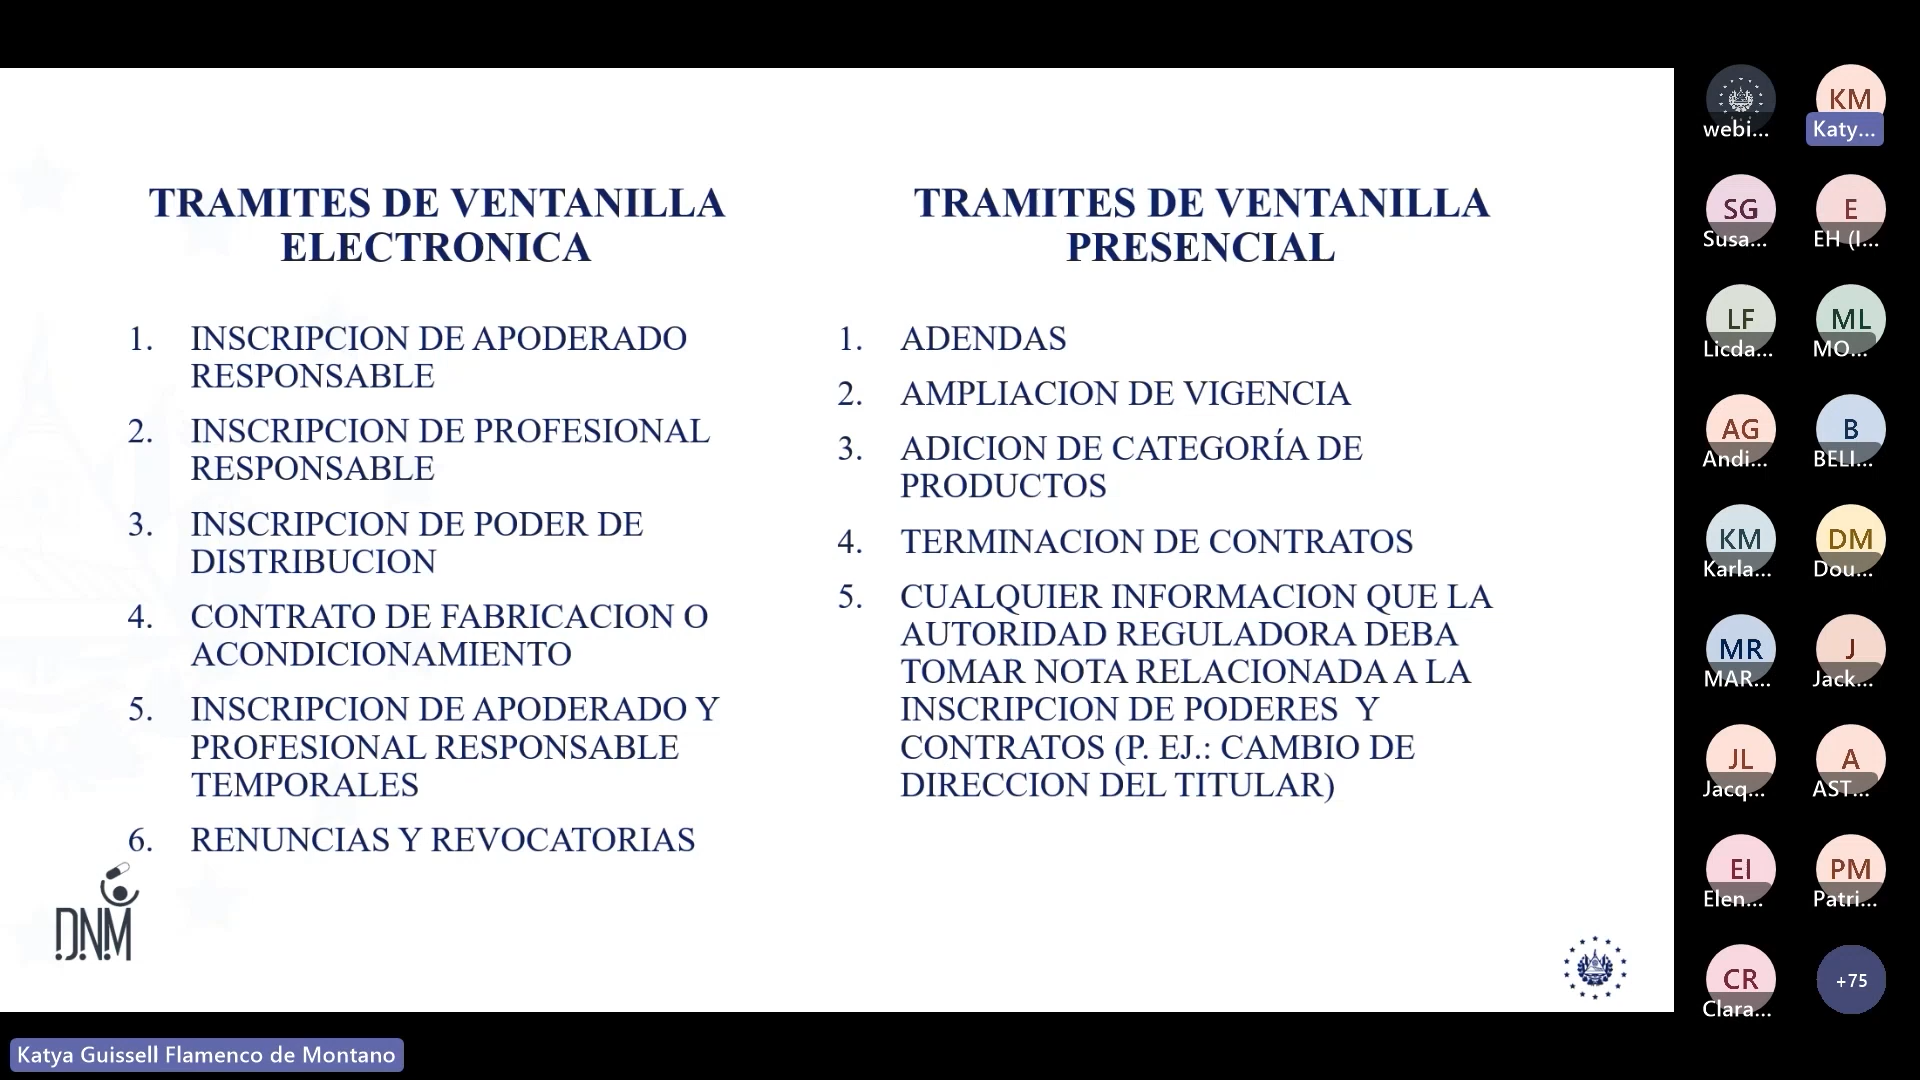 TRAMITES DE VENTANILLA
ELECTRONICA
1. INSCRIPCION DE APODERADO
RESPONSABLE
2. INSCRIPCION DE PROFESIONAL
RESPONSABLE
3. INSCRIPCION DE PODER DE
DISTRIBUCION
4. CONTRATO DE FABRICACION O
ACONDICIONAMIENTO
5. INSCRIPCION DE APODERADO Y
PROFESIONAL RESPONSABLE
TEMPORALES
6. RENUNCIAS Y REVOCATORIAS
TRAMITES DE VENTANILLA
PRESENCIAL
1. ADENDAS
2. AMPLIACION DE VIGENCIA
3. ADICION DE CATEGORÍA DE
PRODUCTOS
4. TERMINACION DE CONTRATOS
5. CUALQUIER INFORMACION QUE LA
AUTORIDAD REGULADORA DEBA
TOMAR NOTA RELACIONADA A LA
INSCRIPCION DE PODERES Y
CONTRATOS (P. EJ.: CAMBIO DE
DIRECCION DEL TITULAR)
D.N.M
webi...
KM
Katy...
SG
Susa...
E
EH (I...
LF
Licda...
ML
MO...
AG
Andi...
B
BELI...
KM
Karla...
DM
Dou...
MR
MAR...
J
Jack...
JL
Jacq...
A
AST...
EI
Elen...
PM
Patri...
CR
Clara...
+75
Katya Guissell Flamenco de Montano